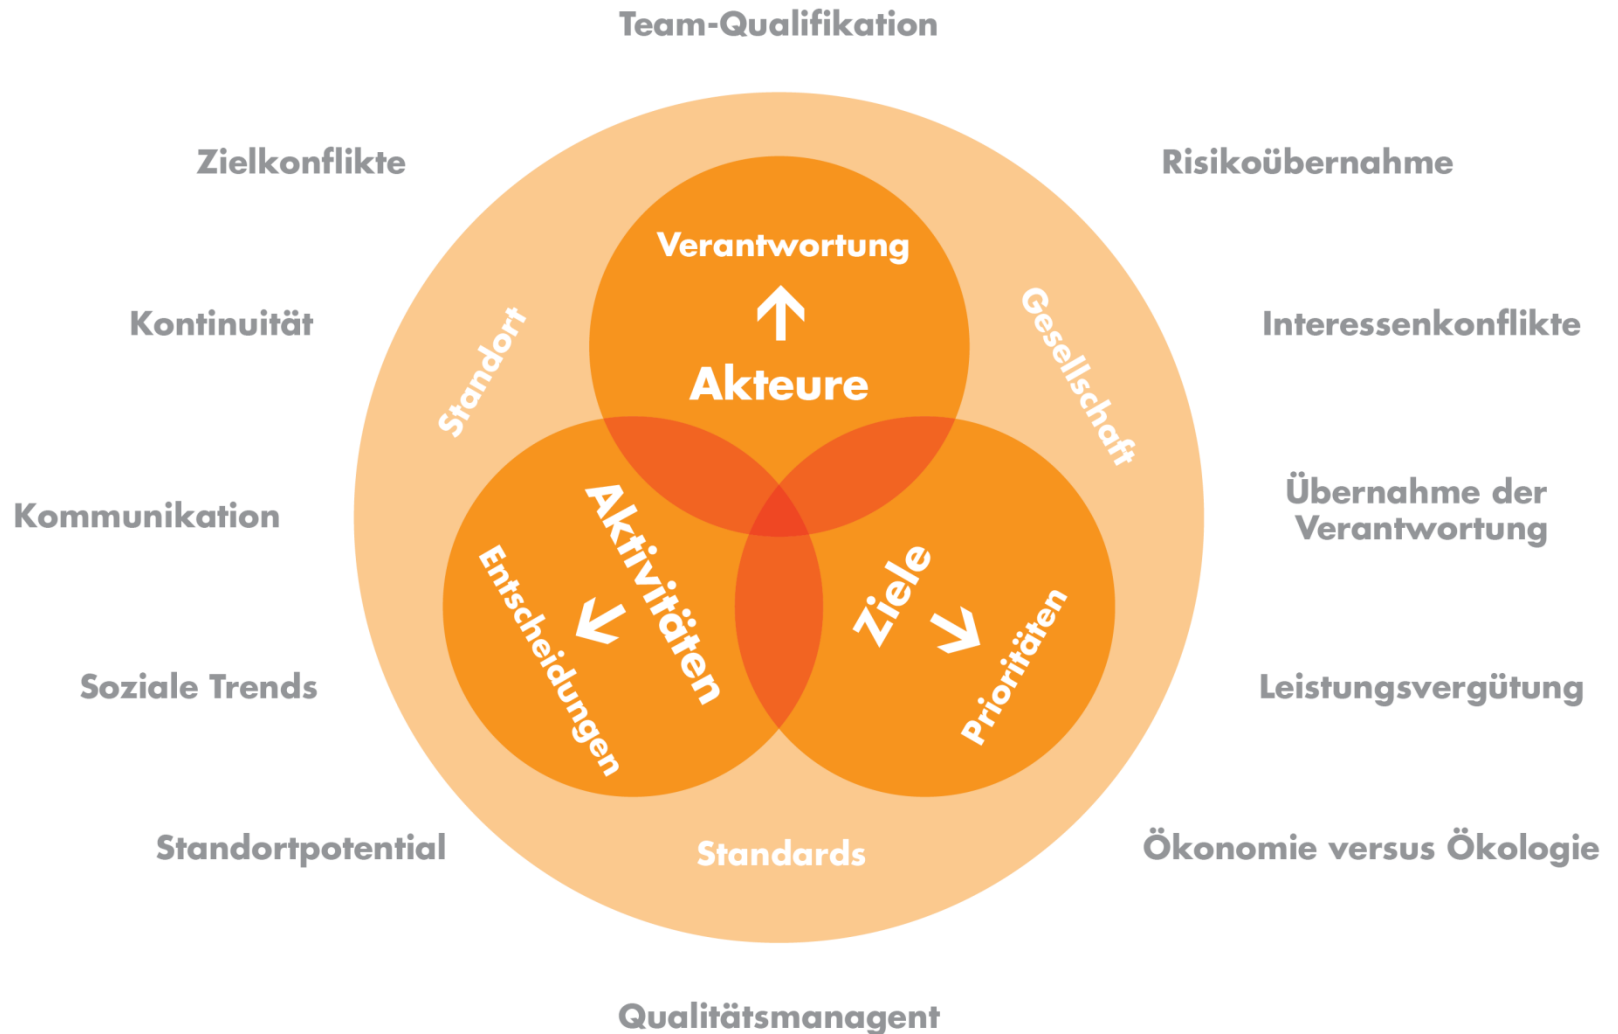 Team-Qualifikation
Zielkonflikte
Risikoübernahme
Verantwortung
Kontinuität
Standort
Gesellschaft
Interessenkonflikte
Akteure
Kommunikation
Aktivitäten
Entscheidungen
Ziele
Prioritäten
Übernahme der
Verantwortung
Soziale Trends
Leistungsvergütung
Standortpotential
Standards
Ökonomie versus Ökologie
Qualitätsmanagent